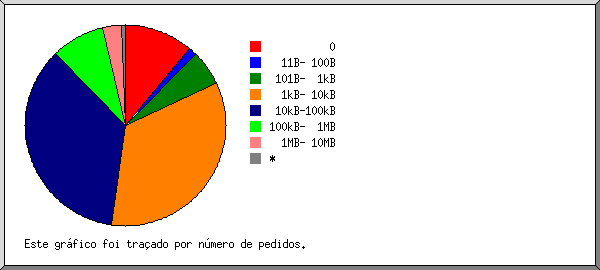 0
11B- 100B
101B- 1kB
1kB- 10kB
10kB-100kB
100kB- 1MB
1MB- 10MB
*
Este gráfico foi traçado por número de pedidos.